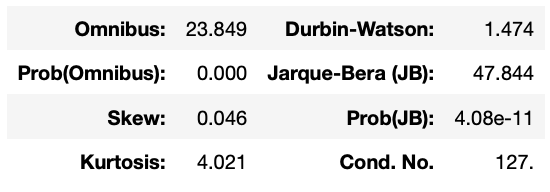 Omnibus: 23.849 Durbin-Watson: 1.474
Prob(Omnibus): 0.000 Jarque-Bera (JB): 47.844
Skew: 0.046 Prob(JB): 4.08e-11
Kurtosis: 4.021 Cond. No. 127.